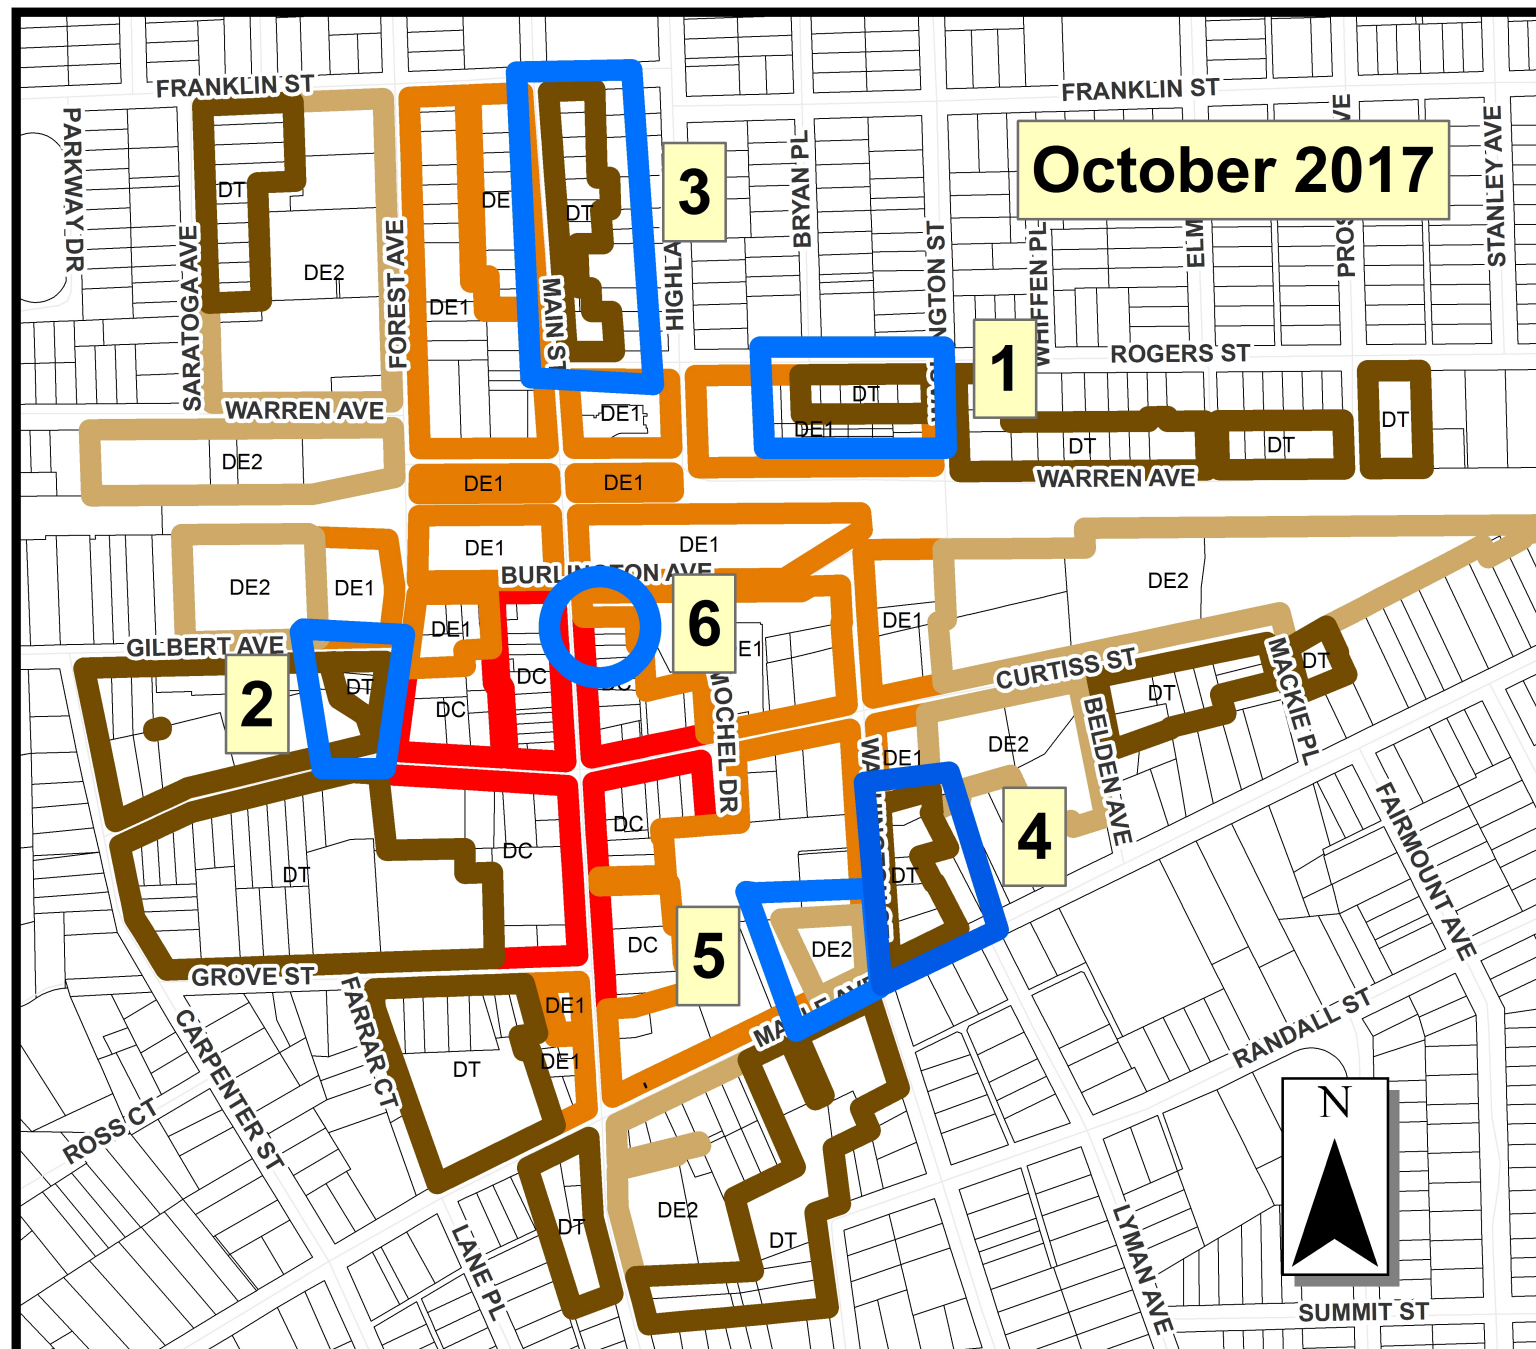 FRANKLIN ST
FRANKLIN ST
PARKWAY DR
SARATOGA AVE
FOREST AVE
MAIN ST
BRYAN PL
WHIFFEN PL
ELM
STANLEY AVE
October 2017
3
DT
DE2
DE1
DT
DE1
WARREN AVE
DE2
ROGERS ST
1
DT
DE1
DT
DT
DT
WARREN AVE
DE1
DE1
DE1
DE1
DE1
BURLINGTON AVE
DE2
DE1
DE2
DE1
6
DE1
GILBERT AVE
2
DT
DC
DC
CURTISS ST
DT
DT
MACKIE PL
BELDEN AVE
MOCHEL DR
DE1
DE2
DC
DC
DT
4
DT
FAIRMOUNT AVE
5
DC
DE2
GROVE ST
FARRAR CT
CARPENTER ST
ROSS CT
DE1
DE1
DT
RANDALL ST
N
DT
LANE PL
DE2
DT
LYMAN AVE
SUMMIT ST